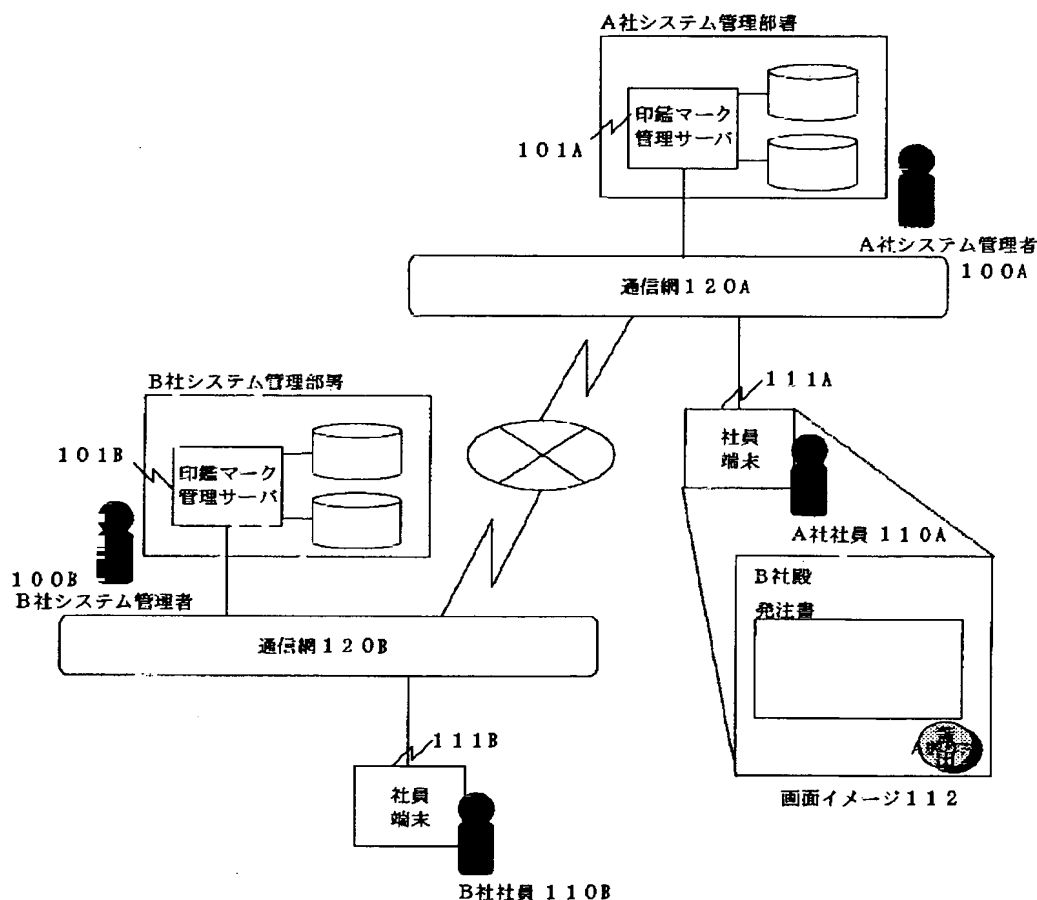 A社システム管理部署
印鑑マーク
管理サーバ
101A
A社システム管理者
100A
通信網120A
B社システム管理部署
101B
印鑑マーク
管理サーバ
100B
B社システム管理者
通信網120B
111A
社員
端末
A社社員 110A
B社殿
発注書
画面イメージ112
111B
社員
端末
B社社員 110B